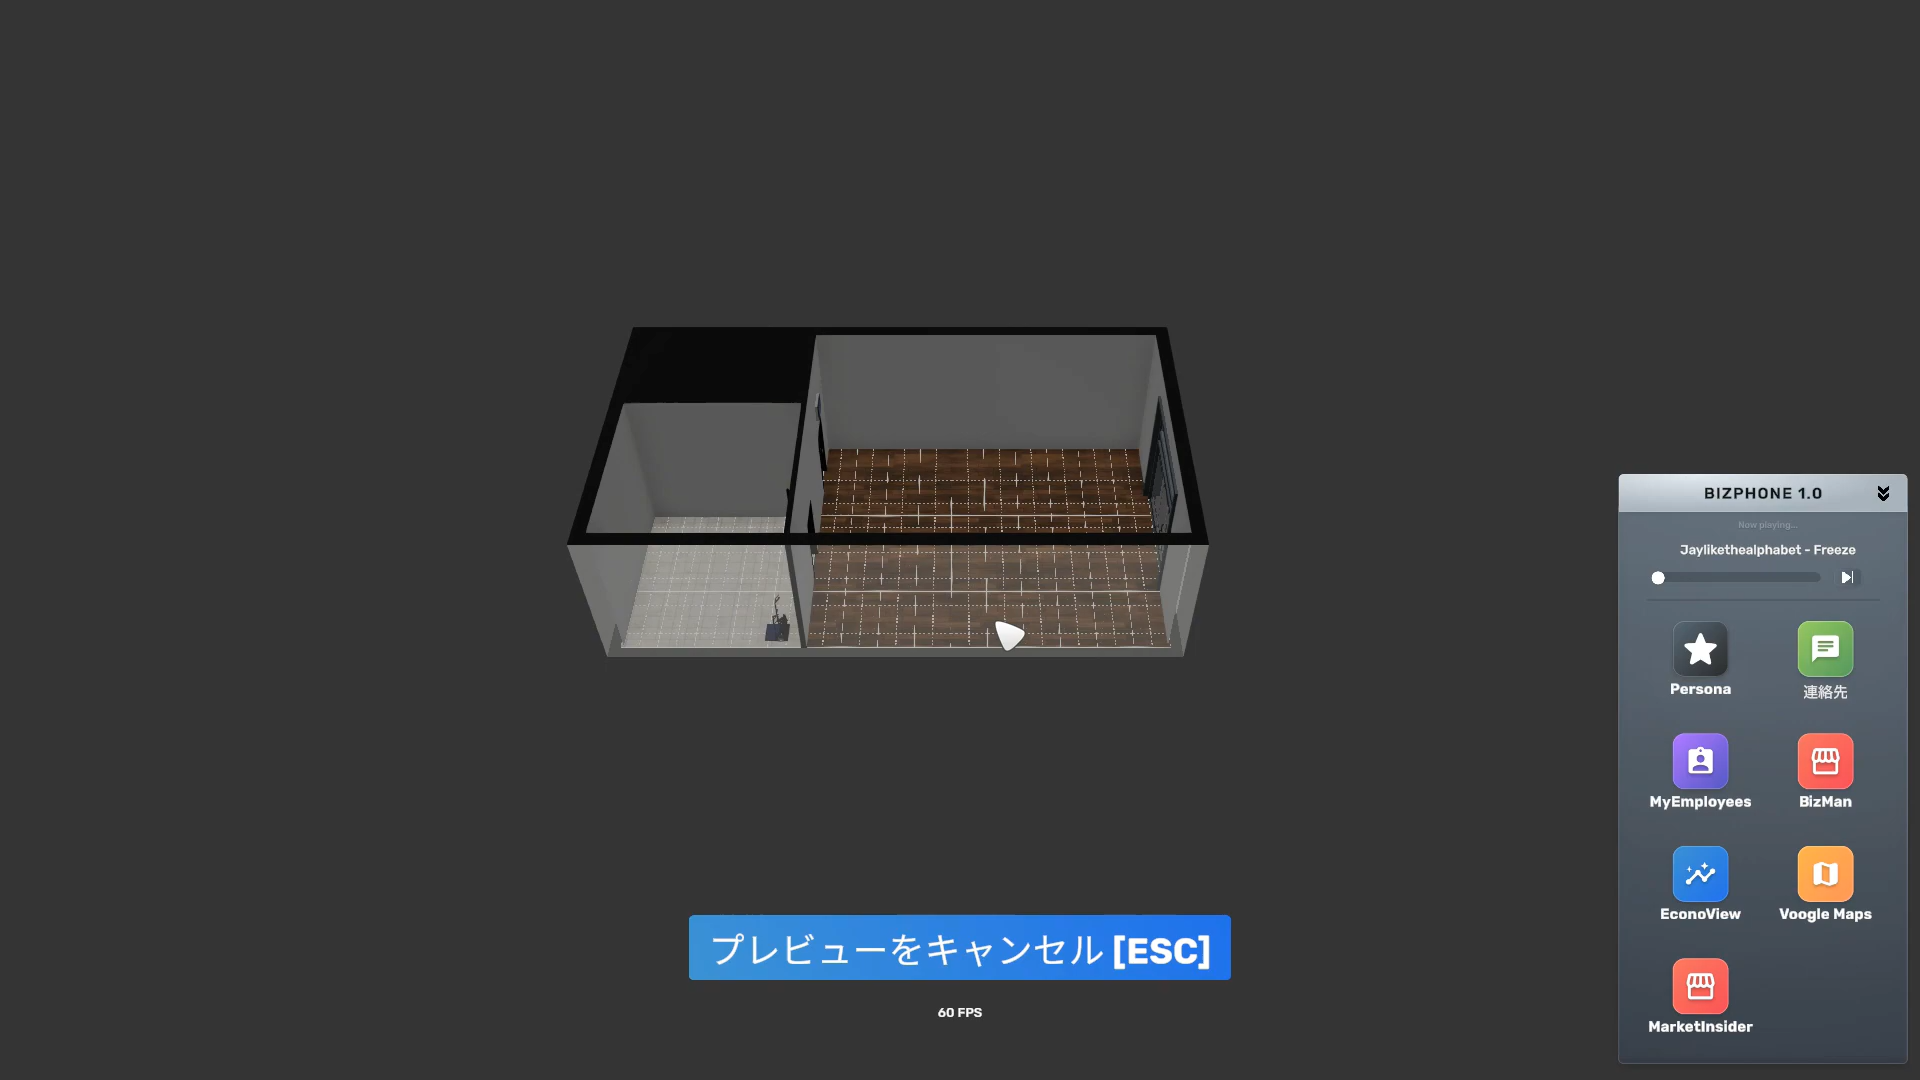 BIZPHONE 1.0
Now playing...
Jaylikethealphabet - Freeze
Persona
連絡先
MyEmployees
BizMan
EconoView
Voogle Maps
MarketInsider
プレビューをキャンセル [ESC]
60 FPS